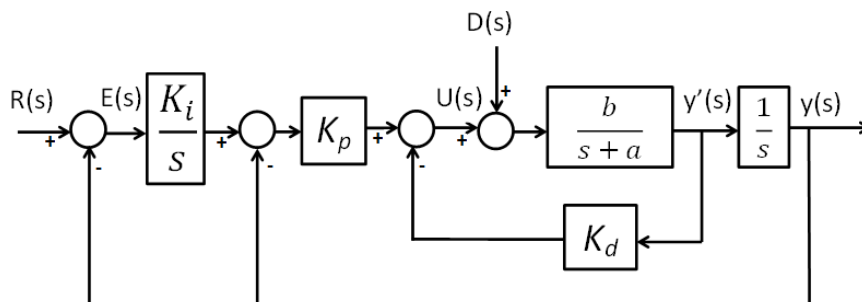 D(s)
R(s)
+
-
E(s)
K_i
s
+
-
K_p
+
-
U(s)
+
+
b
s + a
y'(s)
1
s
y(s)
K_d